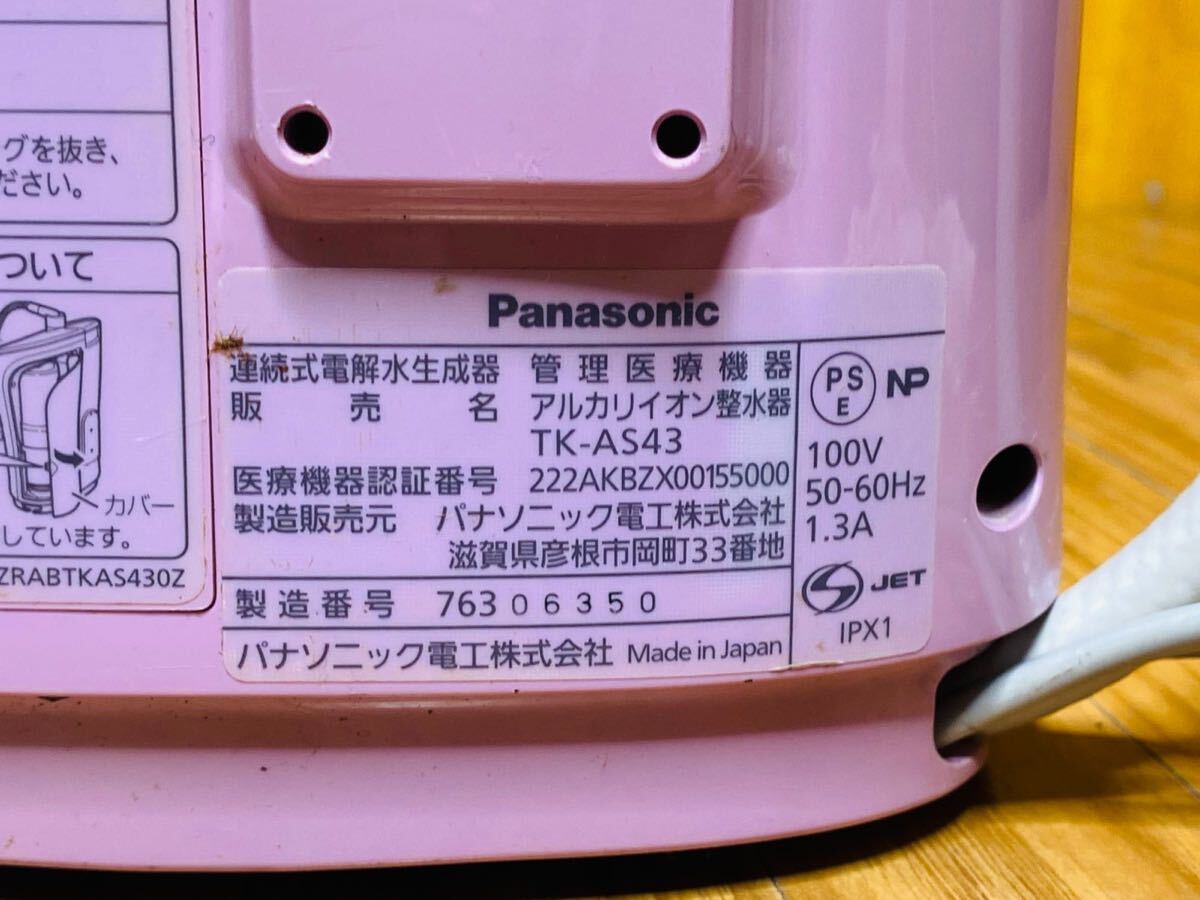 グを抜き、
ださい。
ついて
カバー
しています。
ZRABTKAS430Z
Panasonic
連続式電解水生成器 管理医療機器
販売名 アルカリイオン整水器
TK-AS43
医療機器認証番号 222AKBZX00155000
製造販売元 パナソニック電工株式会社
滋賀県彦根市岡町33番地
製造番号 76306350
パナソニック電工株式会社 Made in Japan
PS
E
NP
100V
50-60Hz
1.3A
S JET
IPX1